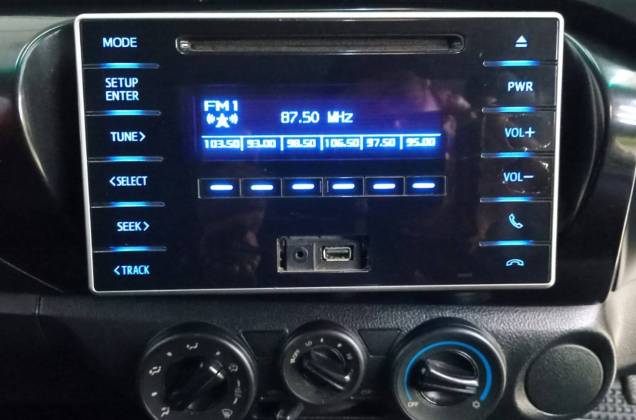 MODE
SETUP
ENTER
TUNE>
<SELECT
SEEK>
<TRACK
FM1
87.50 MHz
103.50 93.00 98.50 106.50 97.50 95.00
PWR
VOL+
VOL-
OFF